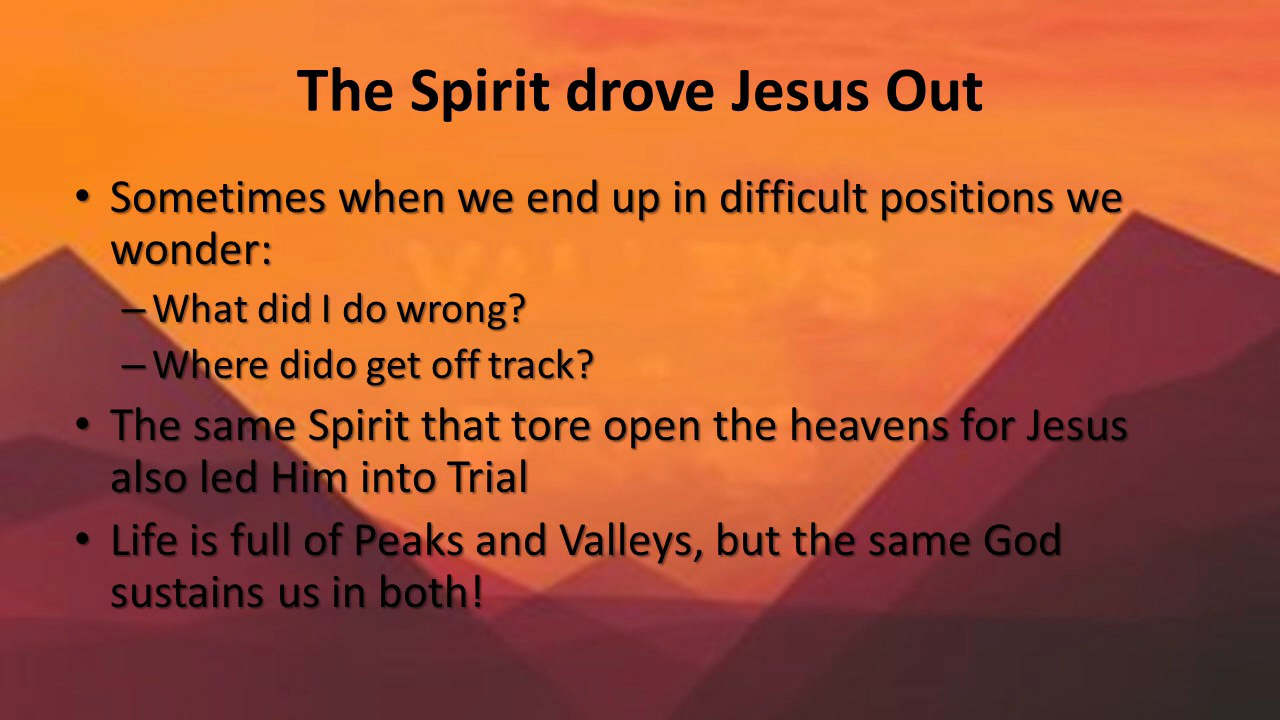 The Spirit drove Jesus Out
• Sometimes when we end up in difficult positions we
wonder:
– What did I do wrong?
– Where dido get off track?
• The same Spirit that tore open the heavens for Jesus
also led Him into Trial
• Life is full of Peaks and Valleys, but the same God
sustains us in both!
VALLEYS